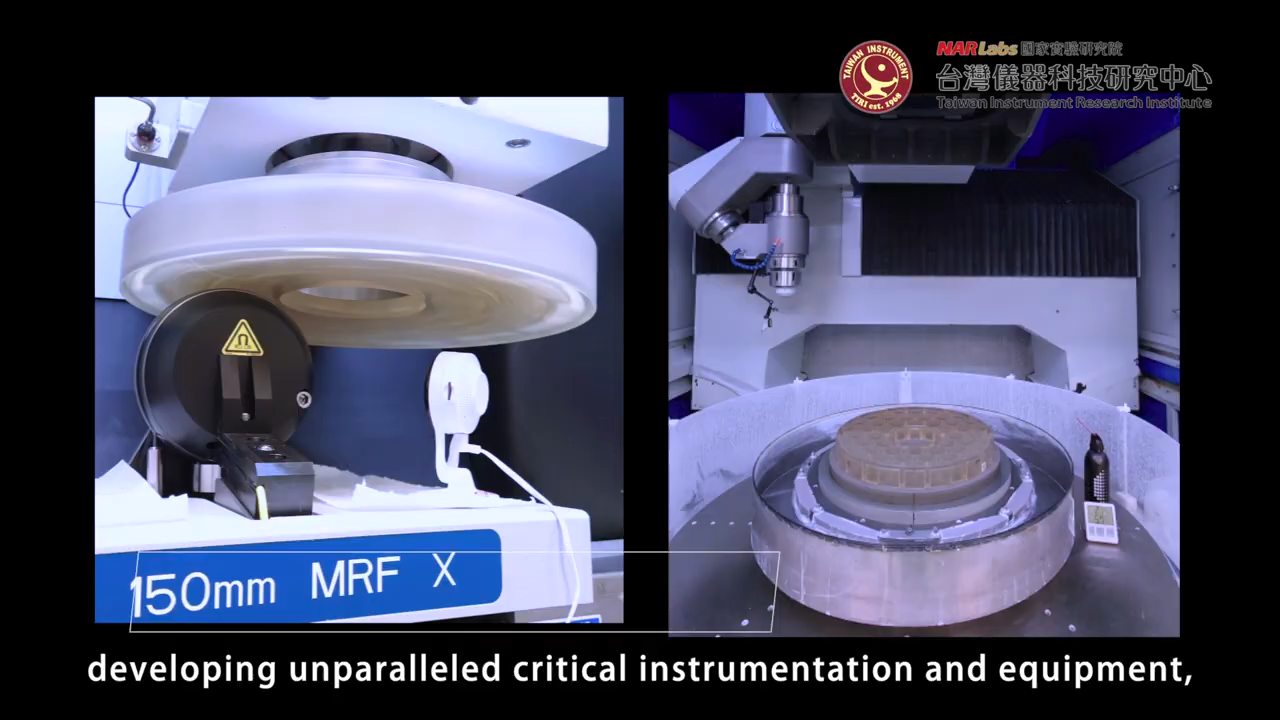 NARLabs 國家實驗研究院
台灣儀器科技研究中心
Taiwan Instrument Research Institute
TAIWAN INSTRUMENT
TIRI est. 1968
150mm MRF X
developing unparalleled critical instrumentation and equipment,